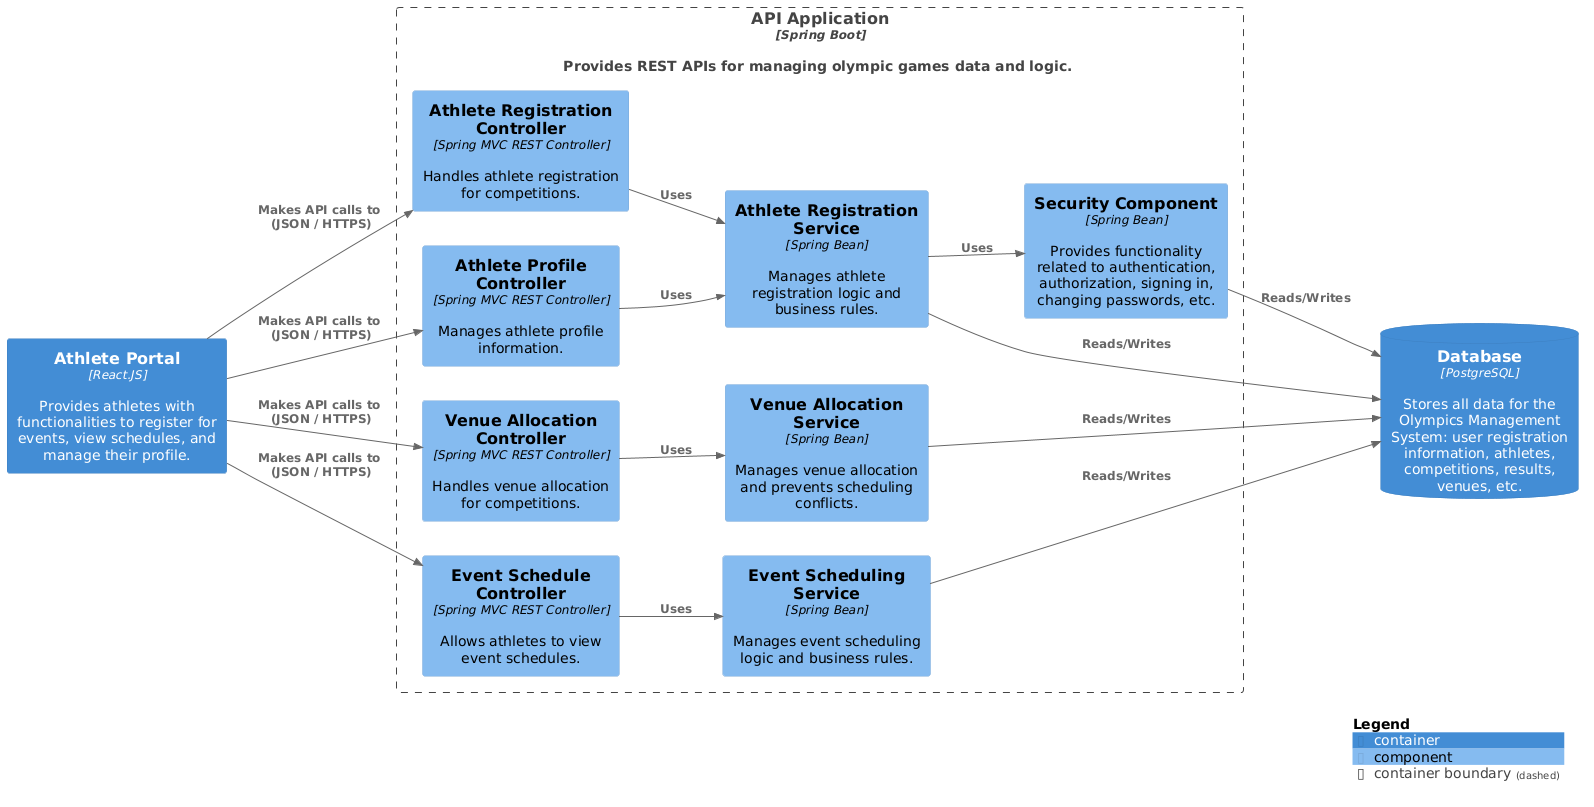 API Application
[Spring Boot]
Provides REST APIs for managing olympic games data and logic.
Athlete Registration
Controller
[Spring MVC REST Controller]
Handles athlete registration
for competitions.
Athlete Profile
Controller
[Spring MVC REST Controller]
Manages athlete profile
information.
Venue Allocation
Controller
[Spring MVC REST Controller]
Handles venue allocation
for competitions.
Event Schedule
Controller
[Spring MVC REST Controller]
Allows athletes to view
event schedules.
Athlete Registration
Service
[Spring Bean]
Manages athlete
registration logic and
business rules.
Venue Allocation
Service
[Spring Bean]
Manages venue allocation
and prevents scheduling
conflicts.
Event Scheduling
Service
[Spring Bean]
Manages event scheduling
logic and business rules.
Security Component
[Spring Bean]
Provides functionality
related to authentication,
authorization, signing in,
changing passwords, etc.
Athlete Portal
[React.JS]
Provides athletes with
functionalities to register for
events, view schedules, and
manage their profile.
Database
[PostgreSQL]
Stores all data for the
Olympics Management
System: user registration
information, athletes,
competitions, results,
venues, etc.
Makes API calls to
(JSON / HTTPS)
Makes API calls to
(JSON / HTTPS)
Makes API calls to
(JSON / HTTPS)
Makes API calls to
(JSON / HTTPS)
Uses
Uses
Uses
Uses
Uses
Reads/Writes
Reads/Writes
Reads/Writes
Reads/Writes
Legend
container
component
container boundary (dashed)